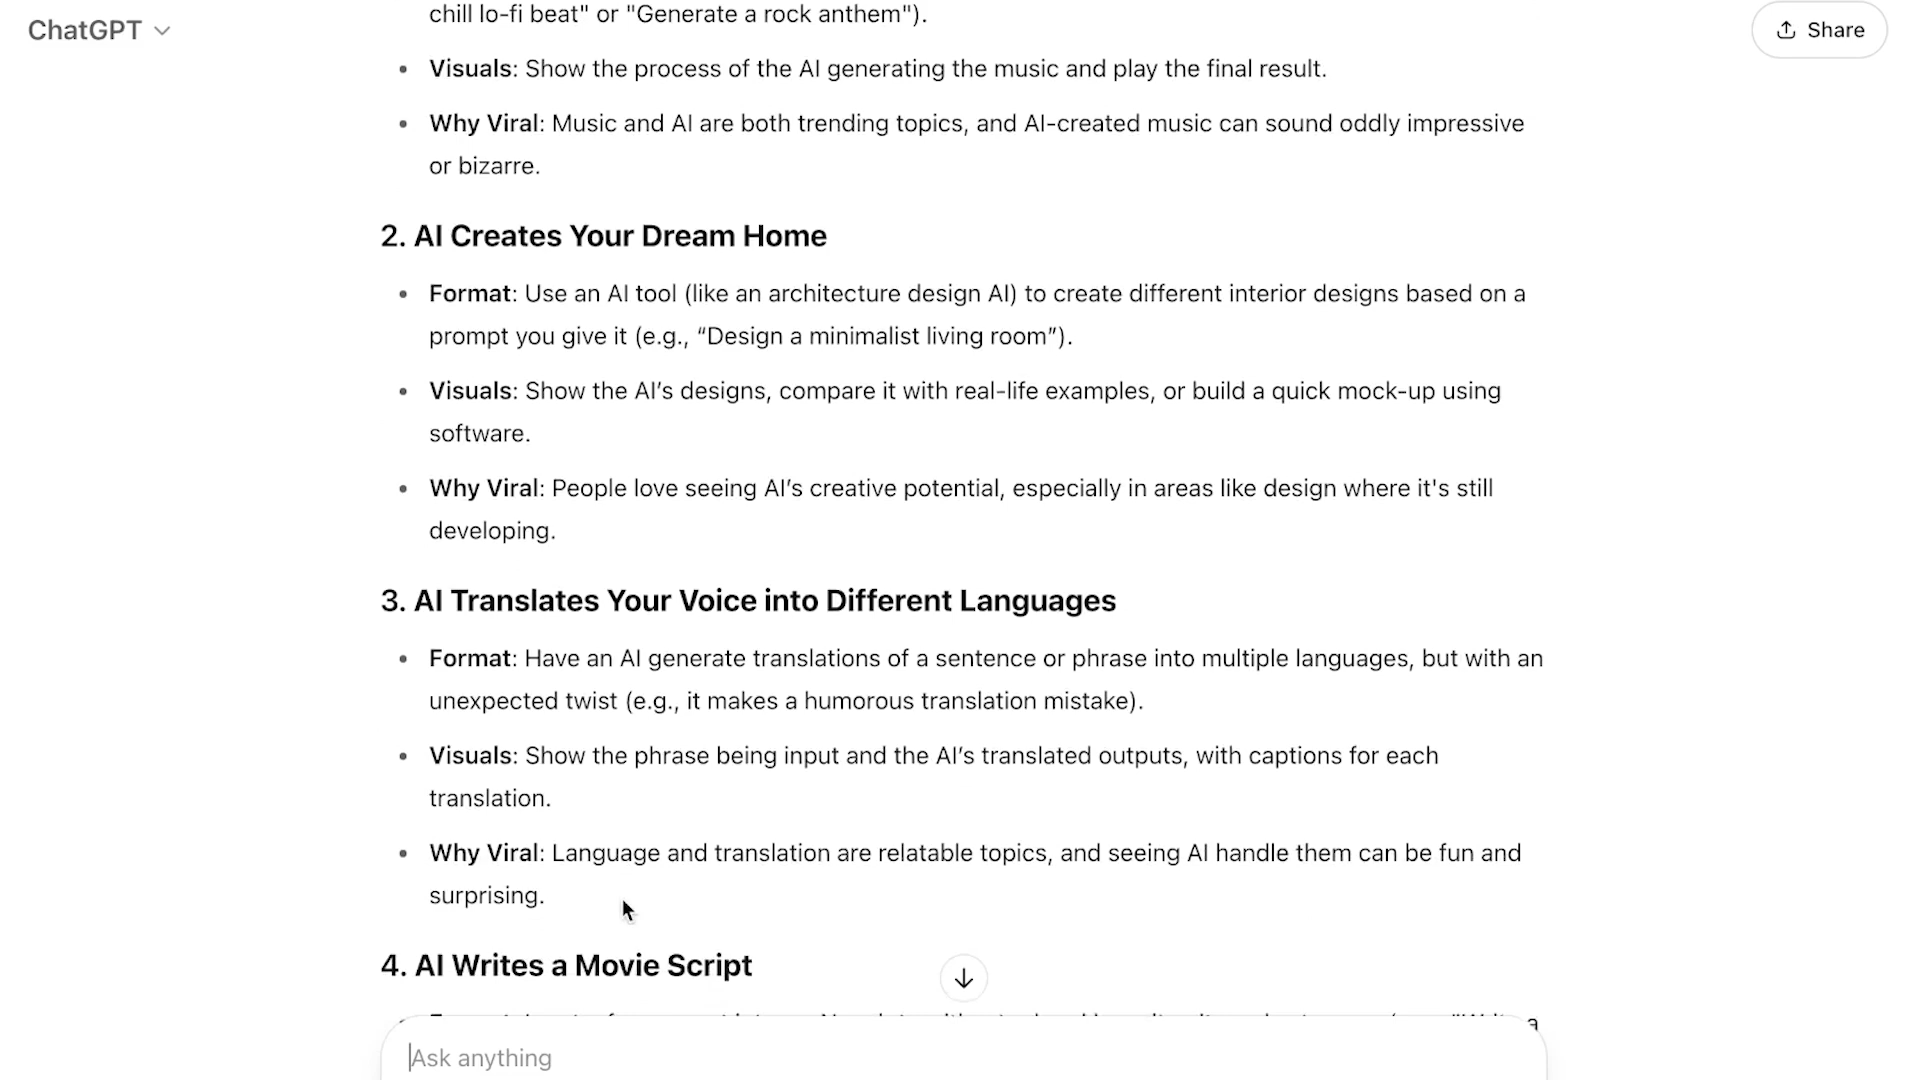 ChatGPT
Share
chill lo-fi beat" or "Generate a rock anthem").
• Visuals: Show the process of the AI generating the music and play the final result.
• Why Viral: Music and AI are both trending topics, and AI-created music can sound oddly impressive
or bizarre.
2. AI Creates Your Dream Home
• Format: Use an AI tool (like an architecture design AI) to create different interior designs based on a
prompt you give it (e.g., “Design a minimalist living room”).
• Visuals: Show the AI’s designs, compare it with real-life examples, or build a quick mock-up using
software.
• Why Viral: People love seeing AI’s creative potential, especially in areas like design where it's still
developing.
3. AI Translates Your Voice into Different Languages
• Format: Have an AI generate translations of a sentence or phrase into multiple languages, but with an
unexpected twist (e.g., it makes a humorous translation mistake).
• Visuals: Show the phrase being input and the AI’s translated outputs, with captions for each
translation.
• Why Viral: Language and translation are relatable topics, and seeing AI handle them can be fun and
surprising.
4. AI Writes a Movie Script
Ask anything